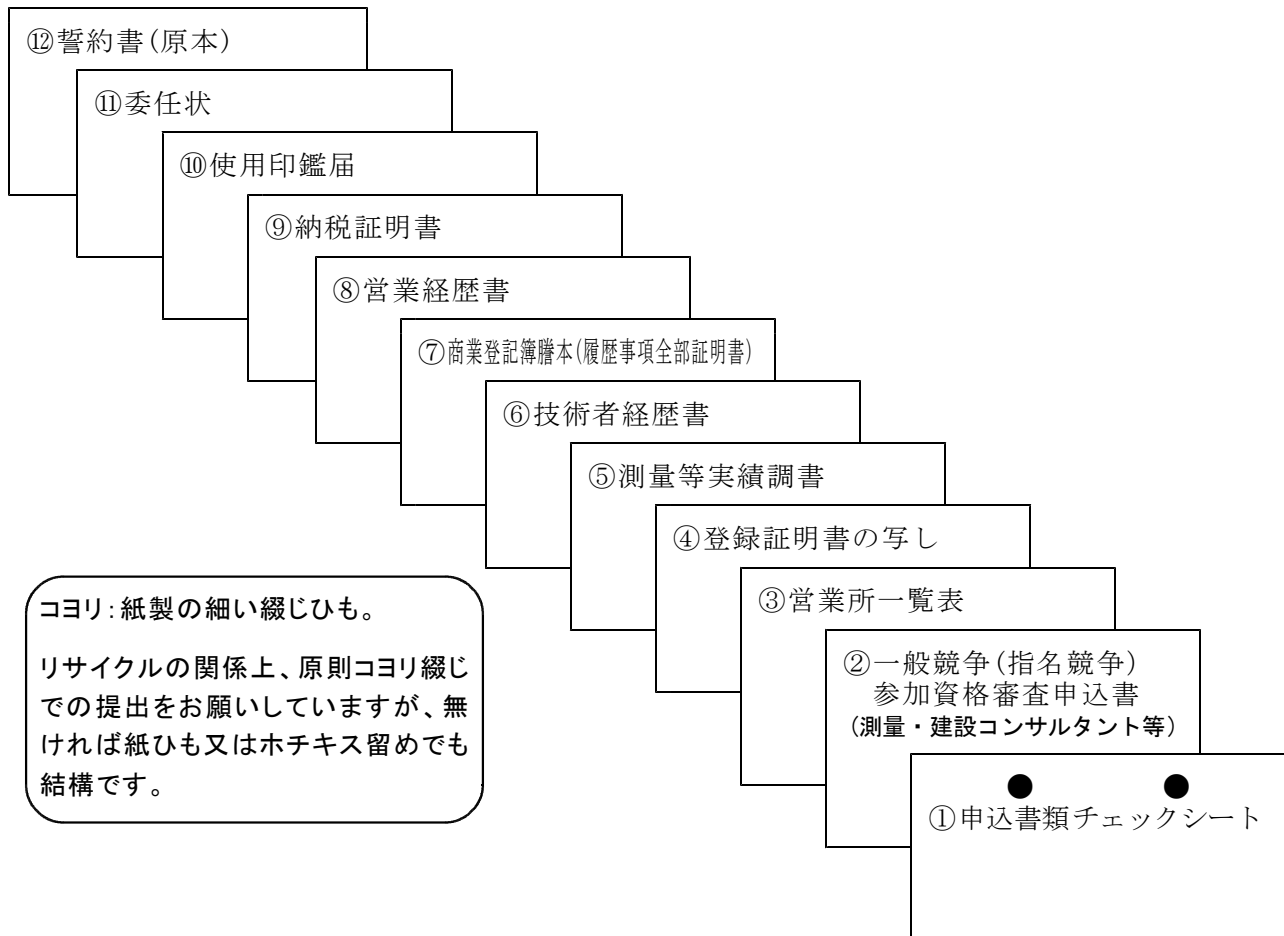 ⑫誓約書(原本)
⑪委任状
⑩使用印鑑届
⑨納税証明書
⑧営業経歴書
⑦商業登記簿謄本(履歴事項全部証明書)
⑥技術者経歴書
⑤測量等実績調書
④登録証明書の写し
③営業所一覧表
②一般競争(指名競争)
参加資格審査申込書
(測量・建設コンサルタント等)
①申込書類チェックシート
コヨリ:紙製の細い綴じひも。
リサイクルの関係上、原則コヨリ綴じ
での提出をお願いしていますが、無
ければ紙ひも又はホチキス留めでも
結構です。